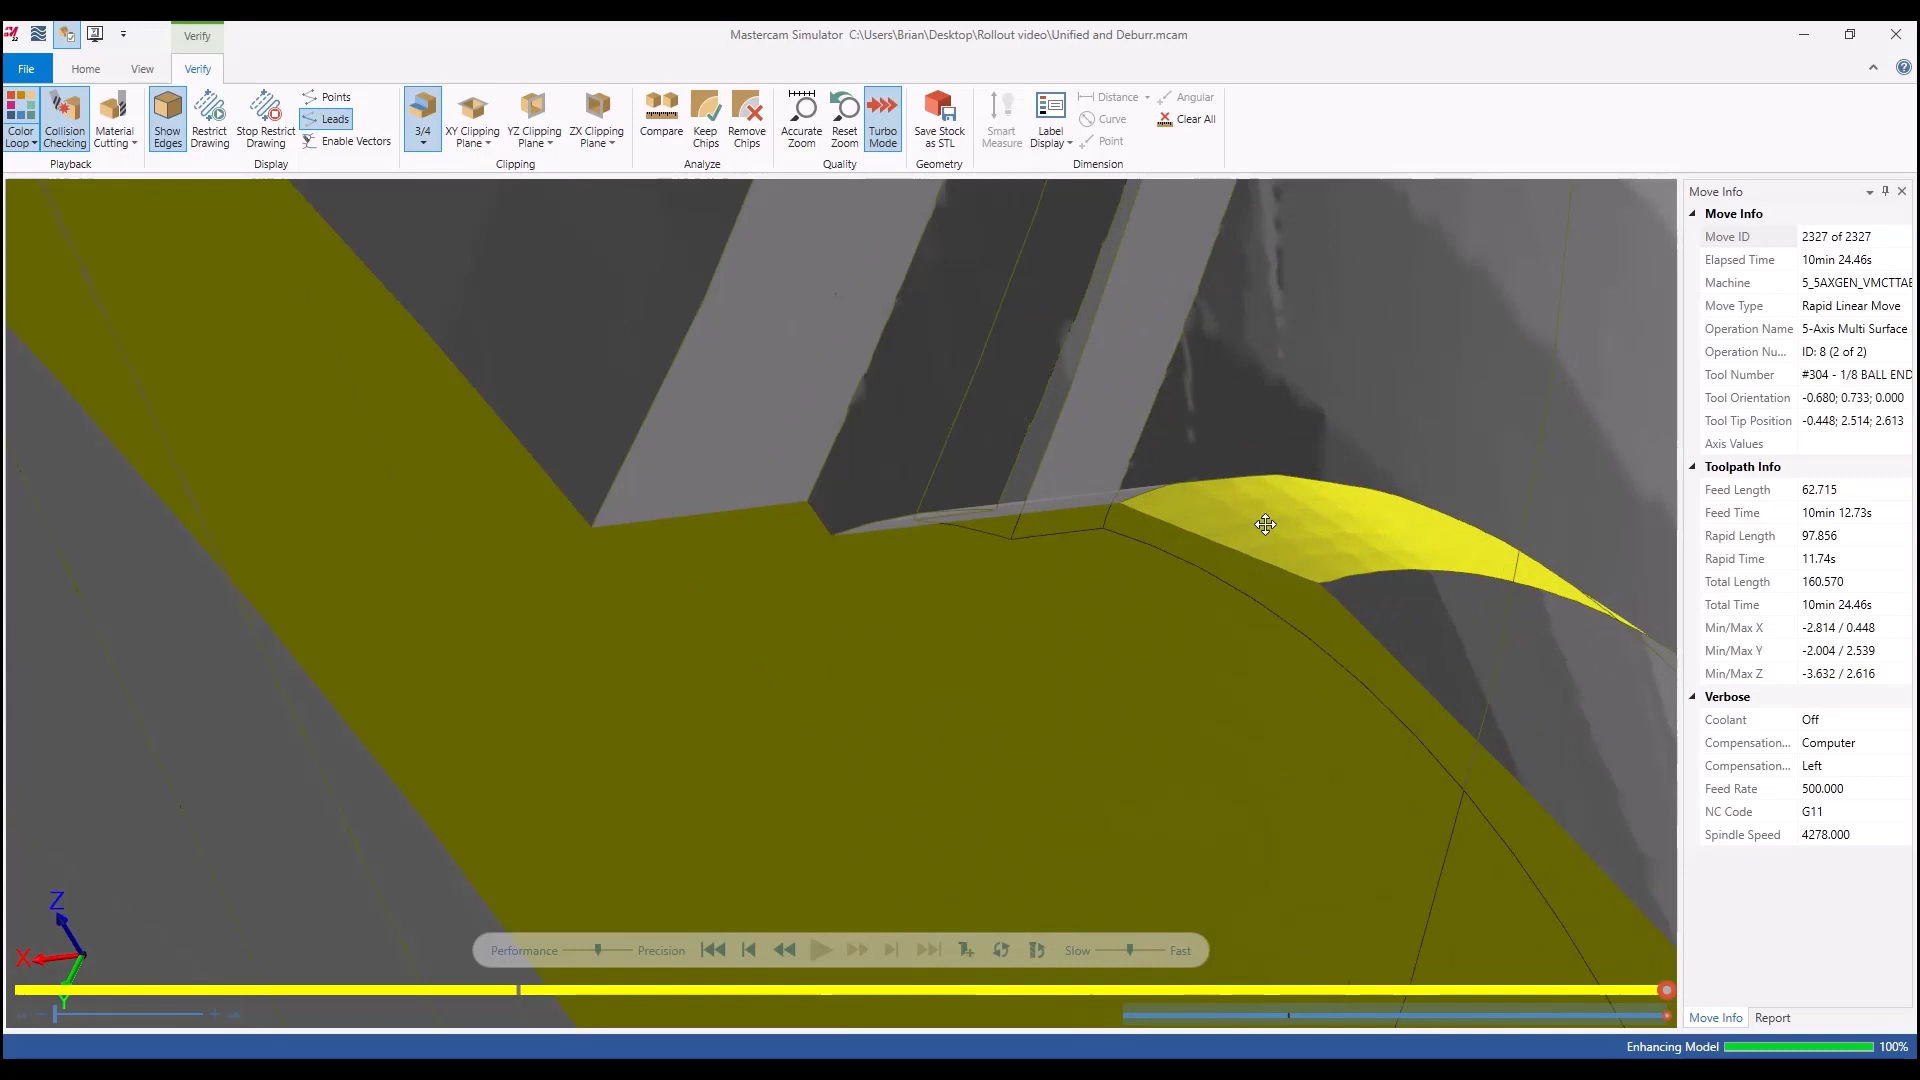 Verify
Mastercam Simulator C:\Users\Brian\Desktop\Rollout video\Unified and Deburr.mcam
File
Home
View
Verify
Color Loop
Collision Checking
Material Cutting
Playback
Show Edges
Restrict Drawing
Stop Restrict Drawing
Points
Leads
Enable Vectors
Display
3/4
XY Clipping Plane
YZ Clipping Plane
ZX Clipping Plane
Clipping
Compare
Keep Chips
Remove Chips
Analyze
Accurate Zoom
Reset Zoom
Turbo Mode
Quality
Save Stock as STL
Geometry
Smart Measure
Label Display
Distance
Curve
Point
Angular
Clear All
Dimension
Move Info
Move Info
Move ID 2327 of 2327
Elapsed Time 10min 24.46s
Machine 5_5AXGEN_VMCTTAE
Move Type Rapid Linear Move
Operation Name 5-Axis Multi Surface
Operation Nu... ID: 8 (2 of 2)
Tool Number #304 - 1/8 BALL END
Tool Orientation -0.680; 0.733; 0.000
Tool Tip Position -0.448; 2.514; 2.613
Axis Values
Toolpath Info
Feed Length 62.715
Feed Time 10min 12.73s
Rapid Length 97.856
Rapid Time 11.74s
Total Length 160.570
Total Time 10min 24.46s
Min/Max X -2.814 / 0.448
Min/Max Y -2.004 / 2.539
Min/Max Z -3.632 / 2.616
Verbose
Coolant Off
Compensation... Computer
Compensation... Left
Feed Rate 500.000
NC Code G11
Spindle Speed 4278.000
Z
X
Y
Performance
Precision
Slow
Fast
Move Info
Report
Enhancing Model
100%